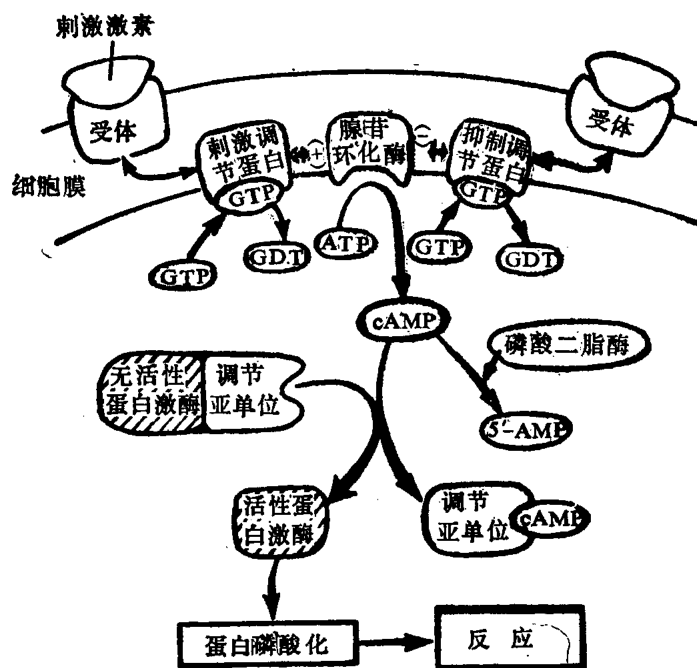 刺激激素
受体
受体
刺激调
节蛋白
GTP
(+)
腺苷
环化酶
(−)
抑制调
节蛋白
GTP
细胞膜
GTP
GDT
ATP
GTP
GDT
cAMP
磷酸二脂酶
无活性
蛋白激酶
调节
亚单位
5′-AMP
活性蛋
白激酶
调节
亚单位
cAMP
蛋白磷酸化
反应